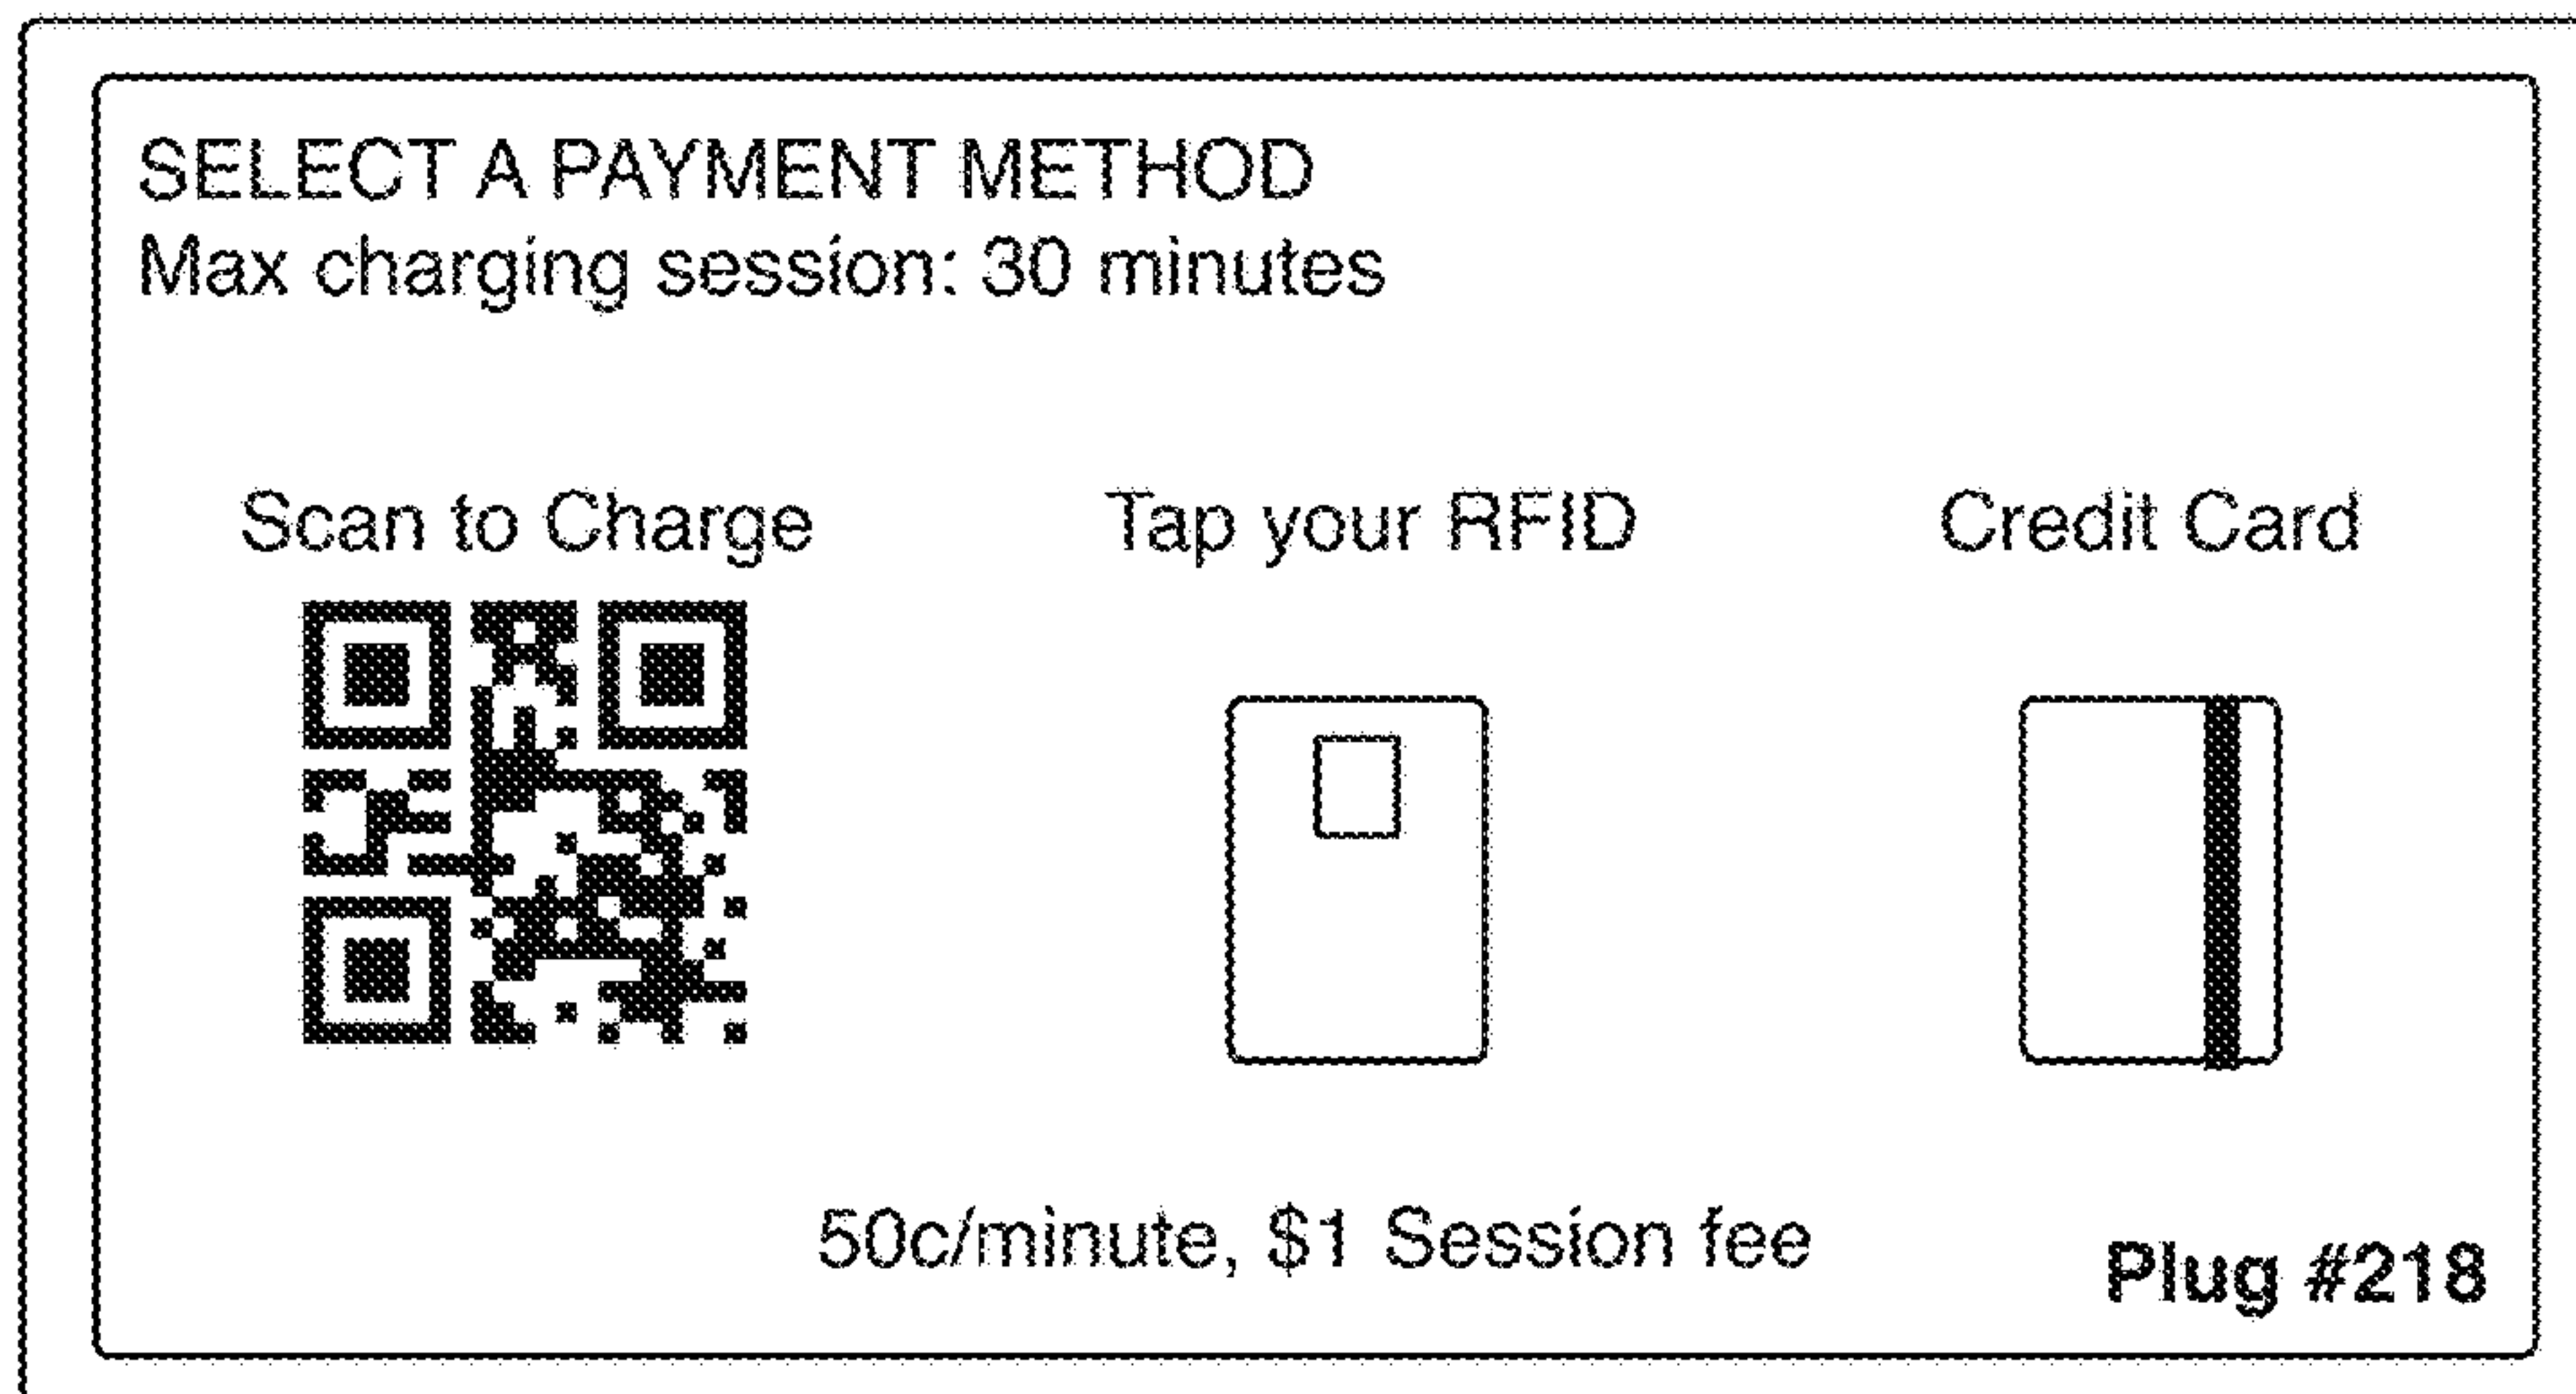 SELECT A PAYMENT METHOD
Max charging session: 30 minutes
Scan to Charge
Tap your RFID
Credit Card
50c/minute, $1 Session fee
Plug #218